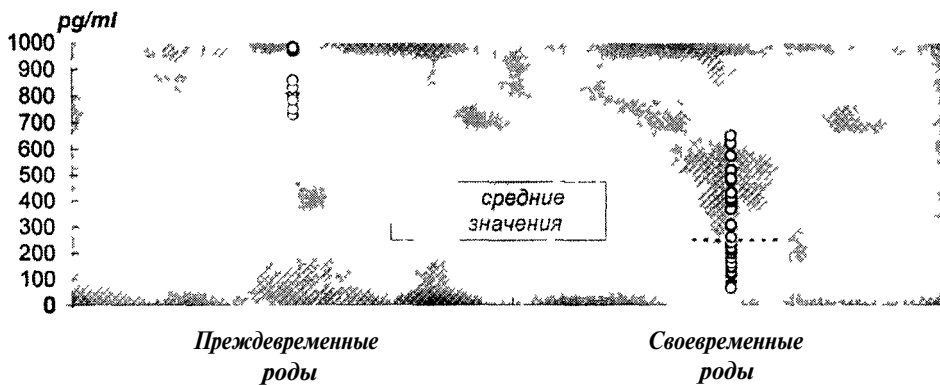 pg/ml
1000
900
800
700
600
500
400
300
200
100
0
средние
значения
Преждевременные
роды
Своевременные
роды